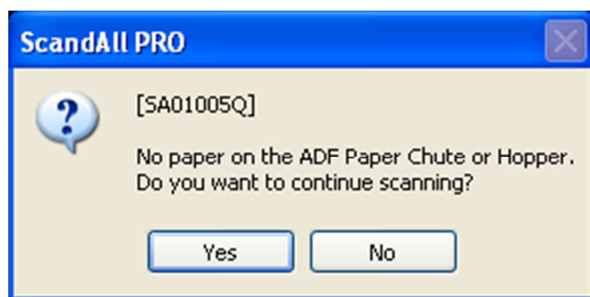 ScandAll PRO
[SA01005Q]
No paper on the ADF Paper Chute or Hopper.
Do you want to continue scanning?
Yes
No